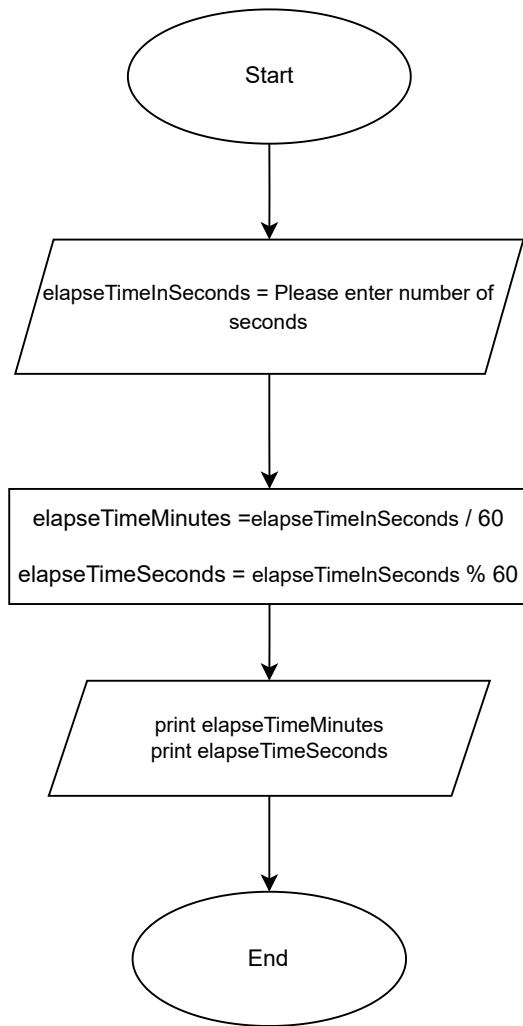 Start
elapseTimeInSeconds = Please enter number of
seconds
elapseTimeMinutes =elapseTimeInSeconds / 60
elapseTimeSeconds = elapseTimeInSeconds % 60
print elapseTimeMinutes
print elapseTimeSeconds
End